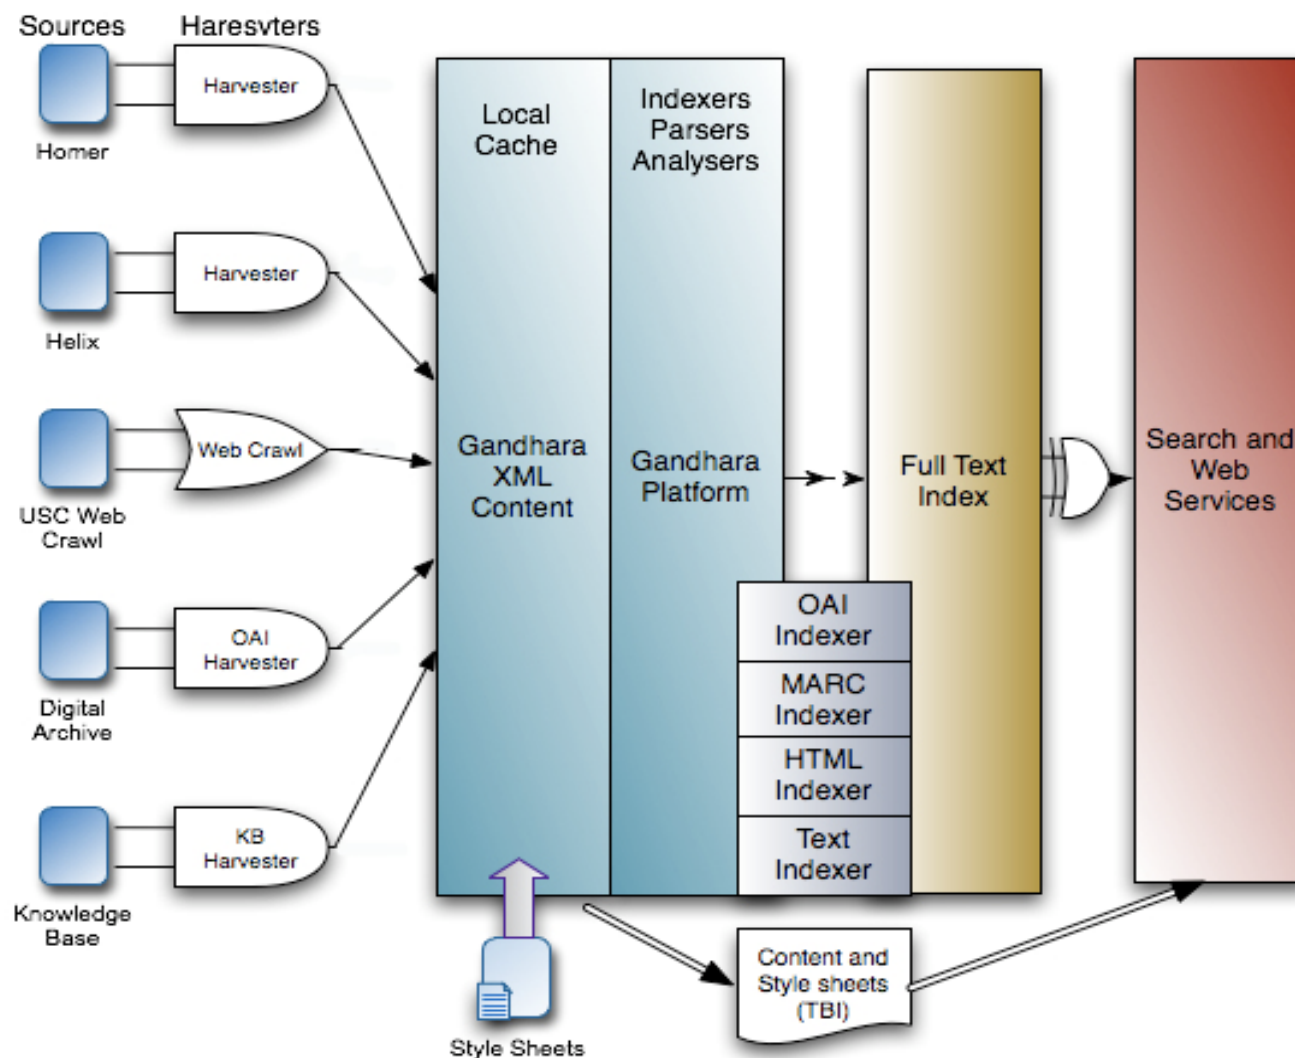 Sources
Haresvters
Harvester
Homer
Harvester
Helix
Web Crawl
USC Web
Crawl
OAI
Harvester
Digital
Archive
KB
Harvester
Knowledge
Base
Local
Cache
Gandhara
XML
Content
Indexers
Parsers
Analysers
Gandhara
Platform
Full Text
Index
Search and
Web
Services
OAI
Indexer
MARC
Indexer
HTML
Indexer
Text
Indexer
Style Sheets
Content and
Style sheets
(TBI)